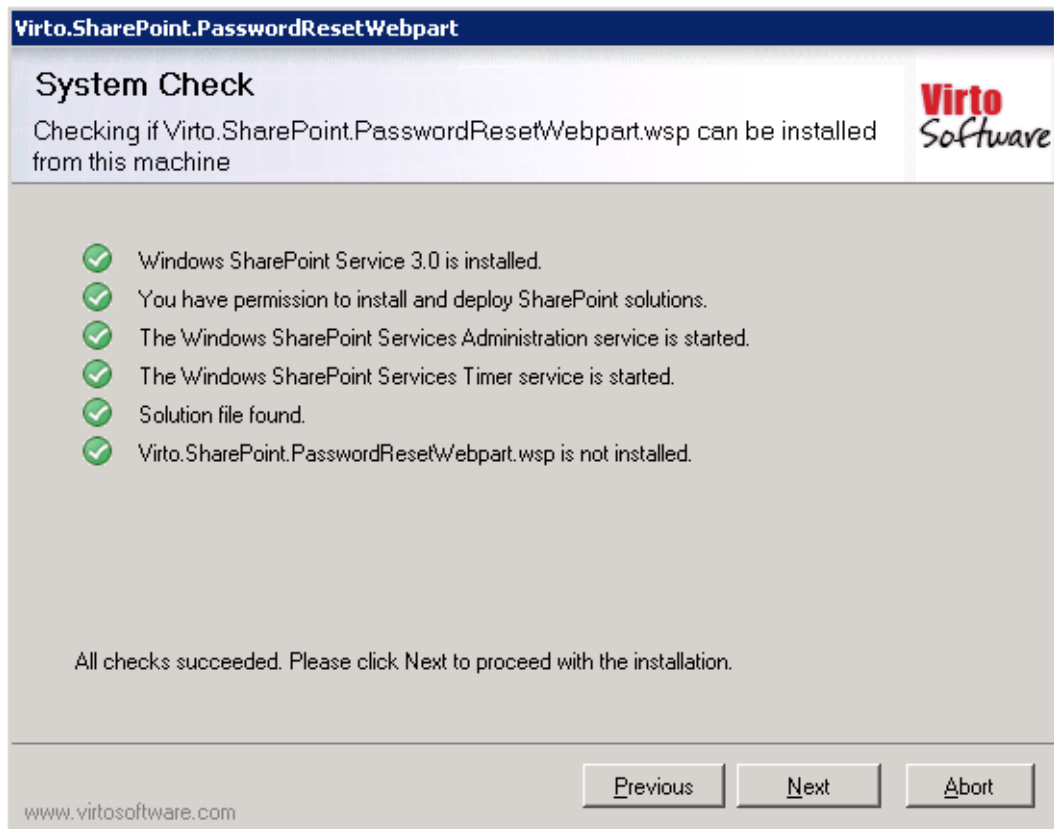 Virto.SharePoint.PasswordResetWebpart
System Check
Checking if Virto.SharePoint.PasswordResetWebpart.wsp can be installed
from this machine
Virto
Software
Windows SharePoint Service 3.0 is installed.
You have permission to install and deploy SharePoint solutions.
The Windows SharePoint Services Administration service is started.
The Windows SharePoint Services Timer service is started.
Solution file found.
Virto.SharePoint.PasswordResetWebpart.wsp is not installed.
All checks succeeded. Please click Next to proceed with the installation.
Previous Next Abort
www.virtosoftware.com